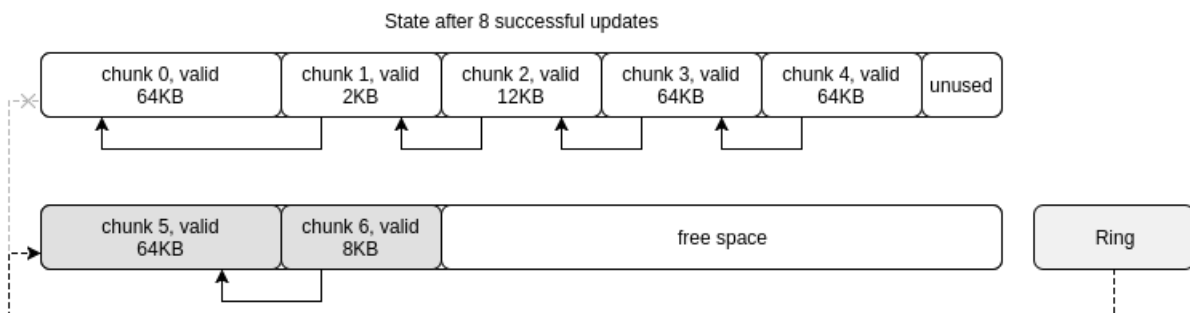 State after 8 successful updates
chunk 0, valid
64KB
chunk 1, valid
2KB
chunk 2, valid
12KB
chunk 3, valid
64KB
chunk 4, valid
64KB
unused
chunk 5, valid
64KB
chunk 6, valid
8KB
free space
Ring